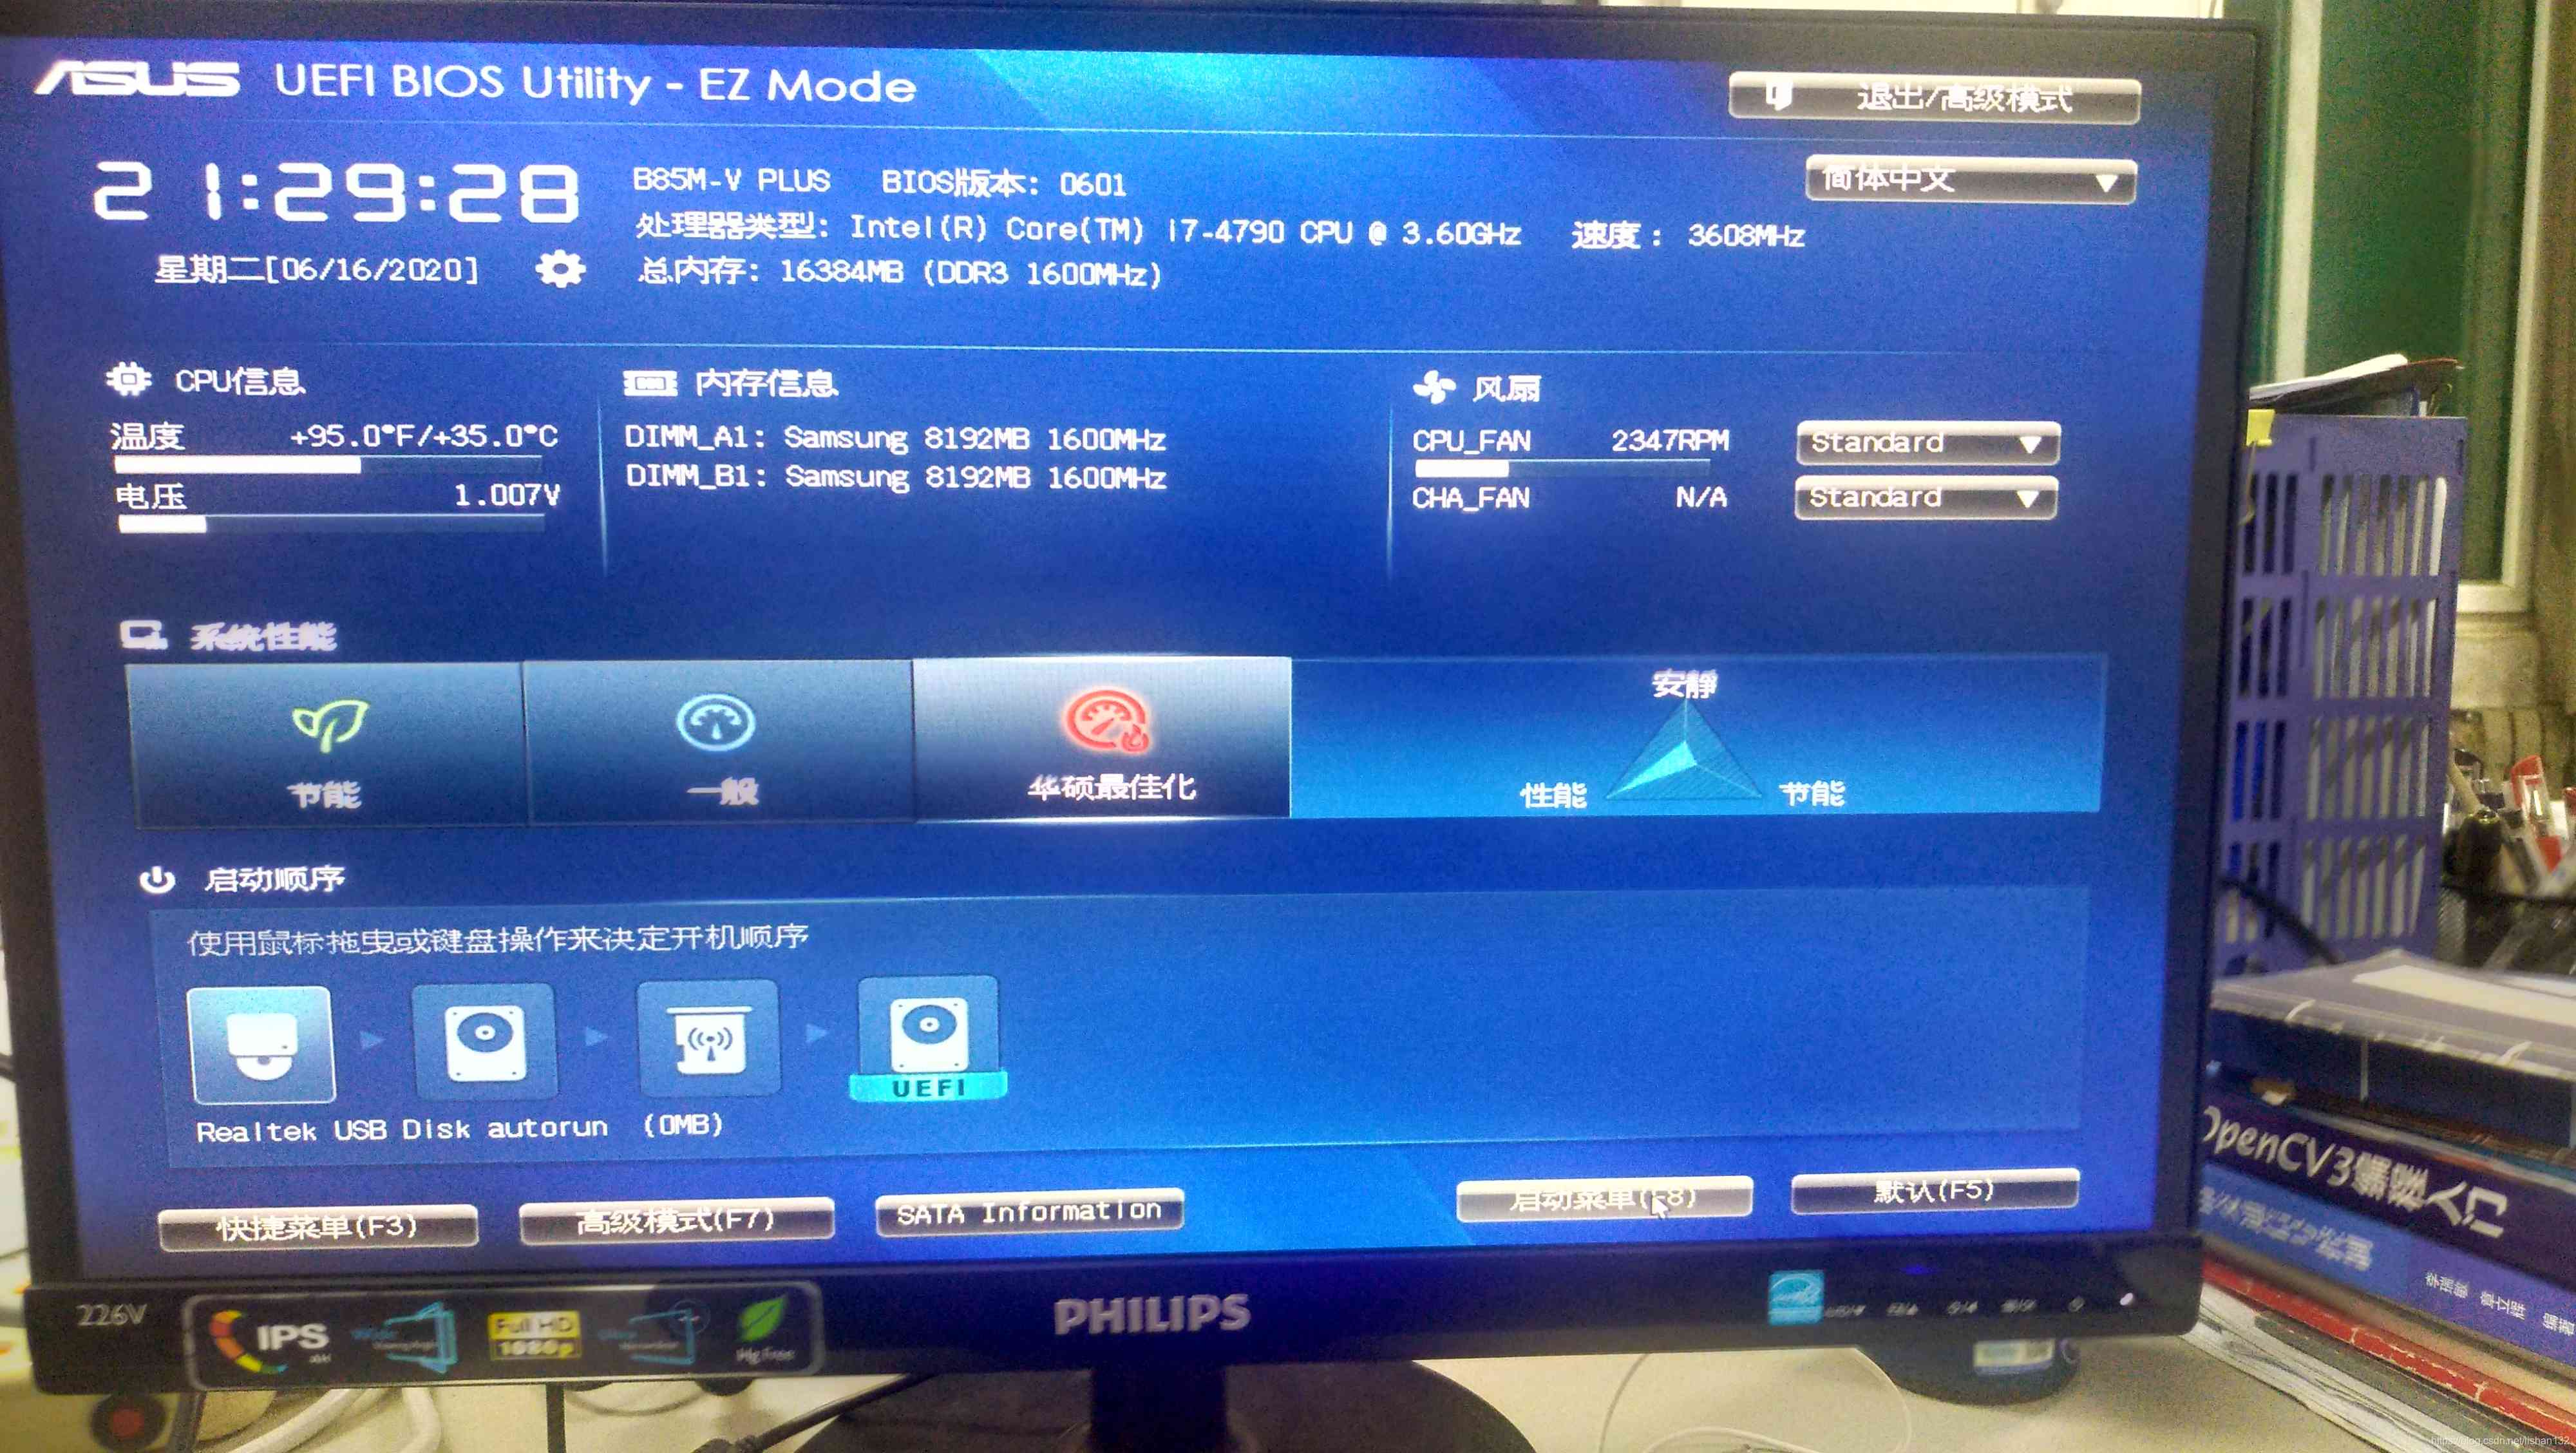 ASUS UEFI BIOS Utility - EZ Mode
退出/高级模式
21:29:28
星期二[06/16/2020]
B85M-V PLUS BIOS版本: 0601
简体中文
处理器类型: Intel(R) Core(TM) i7-4790 CPU @ 3.60GHz 速度: 3608MHz
总内存: 16384MB (DDR3 1600MHz)
CPU信息
温度 +95.0°F/+35.0°C
电压 1.007V
内存信息
DIMM_A1: Samsung 8192MB 1600MHz
DIMM_B1: Samsung 8192MB 1600MHz
风扇
CPU_FAN 2347RPM Standard
CHA_FAN N/A Standard
系统性能
节能
一般
华硕最佳化
安静
性能
节能
启动顺序
使用鼠标拖曳或键盘操作来决定开机顺序
UEFI
Realtek USB Disk autorun (0MB)
快捷菜单(F3)
高级模式(F7)
SATA Information
启动菜单(F8)
默认(F5)
226V
IPS
Full HD
1080p
Hg Free
PHILIPS
OpenCV3编程入门
https://blog.csdn.net/lishan132